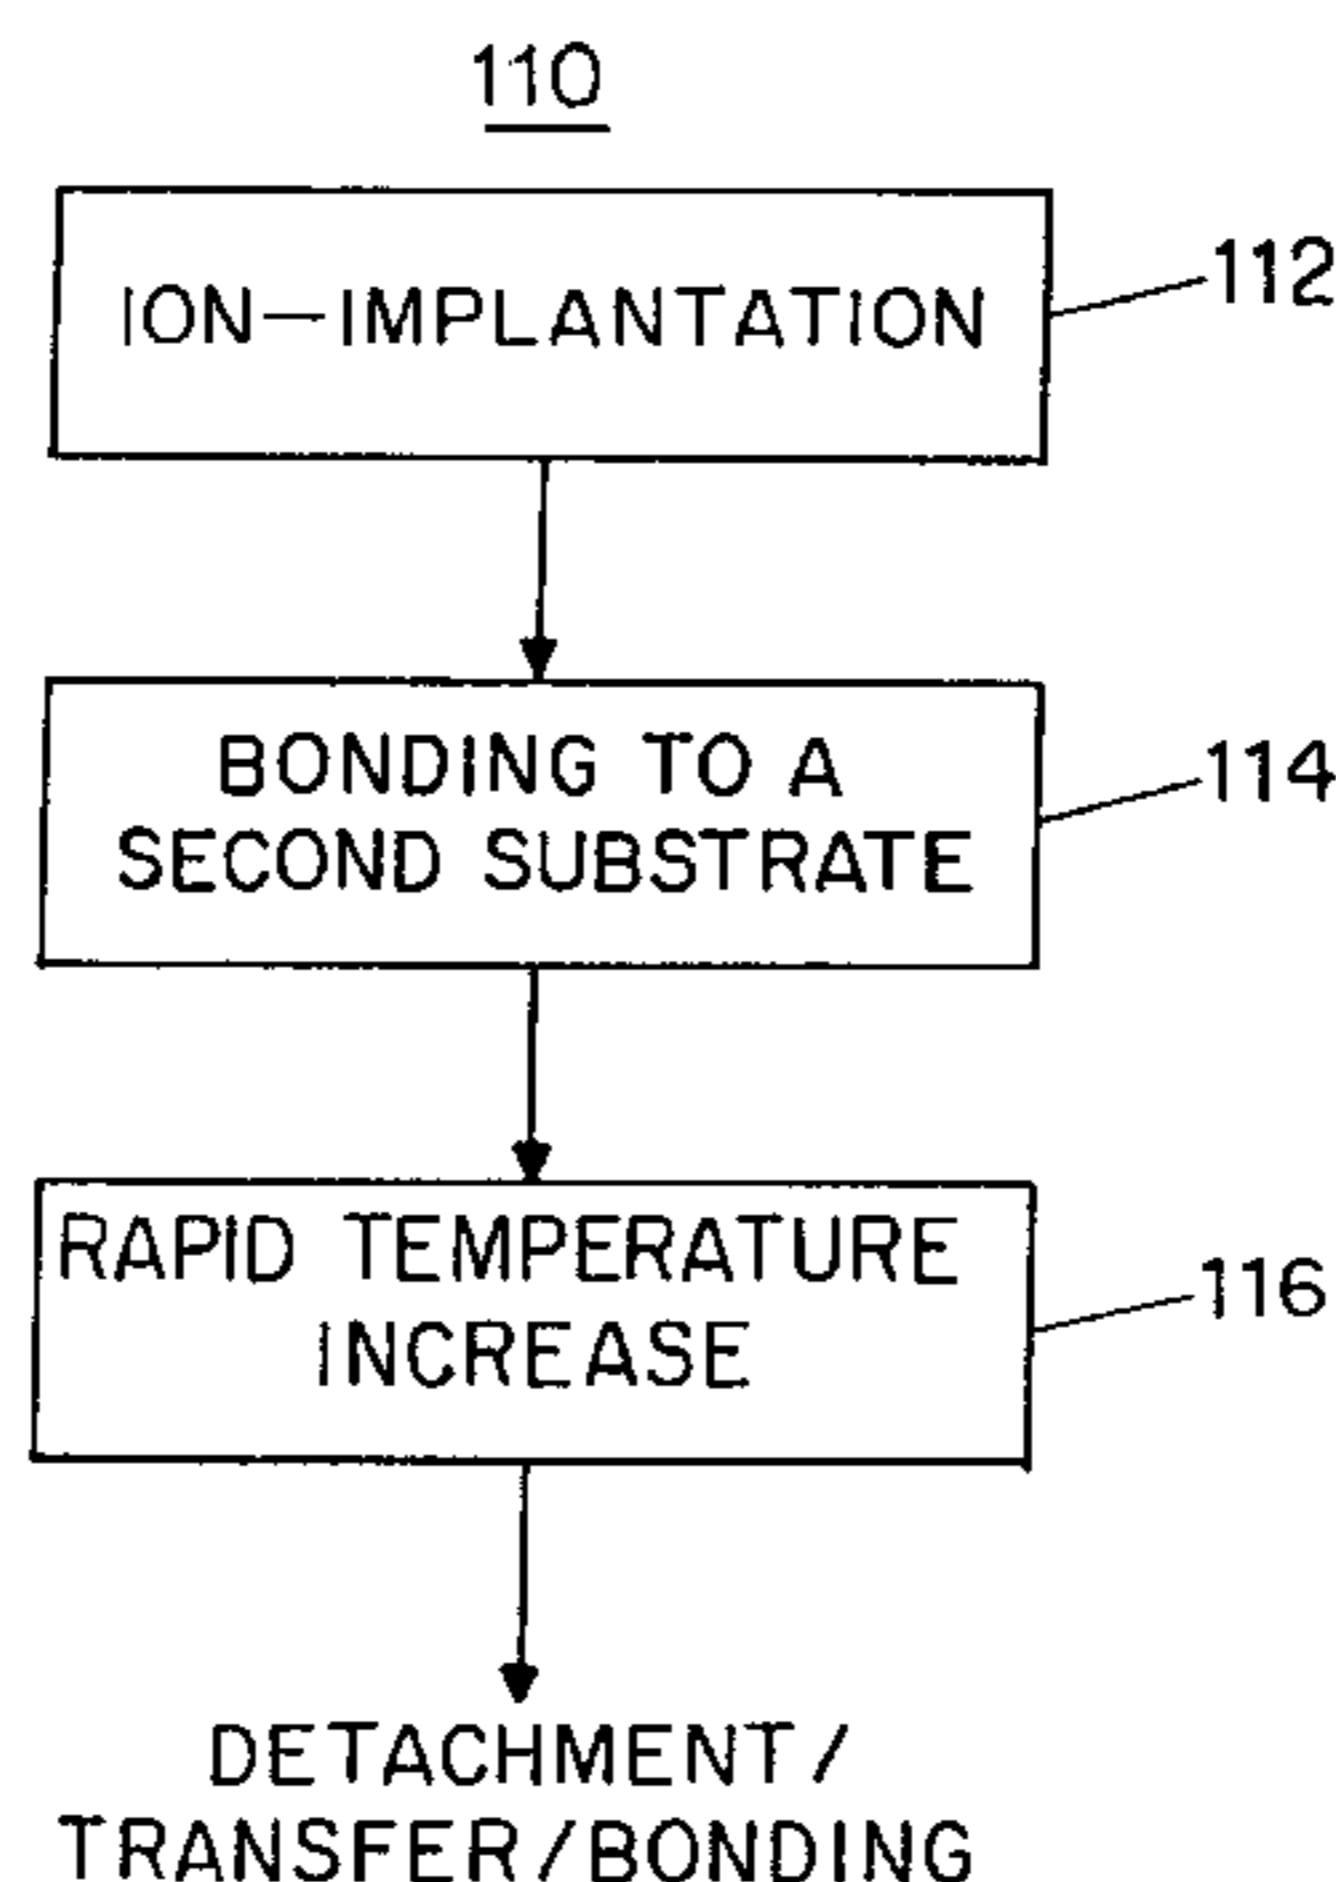 110
ION—IMPLANTATION
112
BONDING TO A
SECOND SUBSTRATE
114
RAPID TEMPERATURE
INCREASE
116
DETACHMENT/
TRANSFER/BONDING